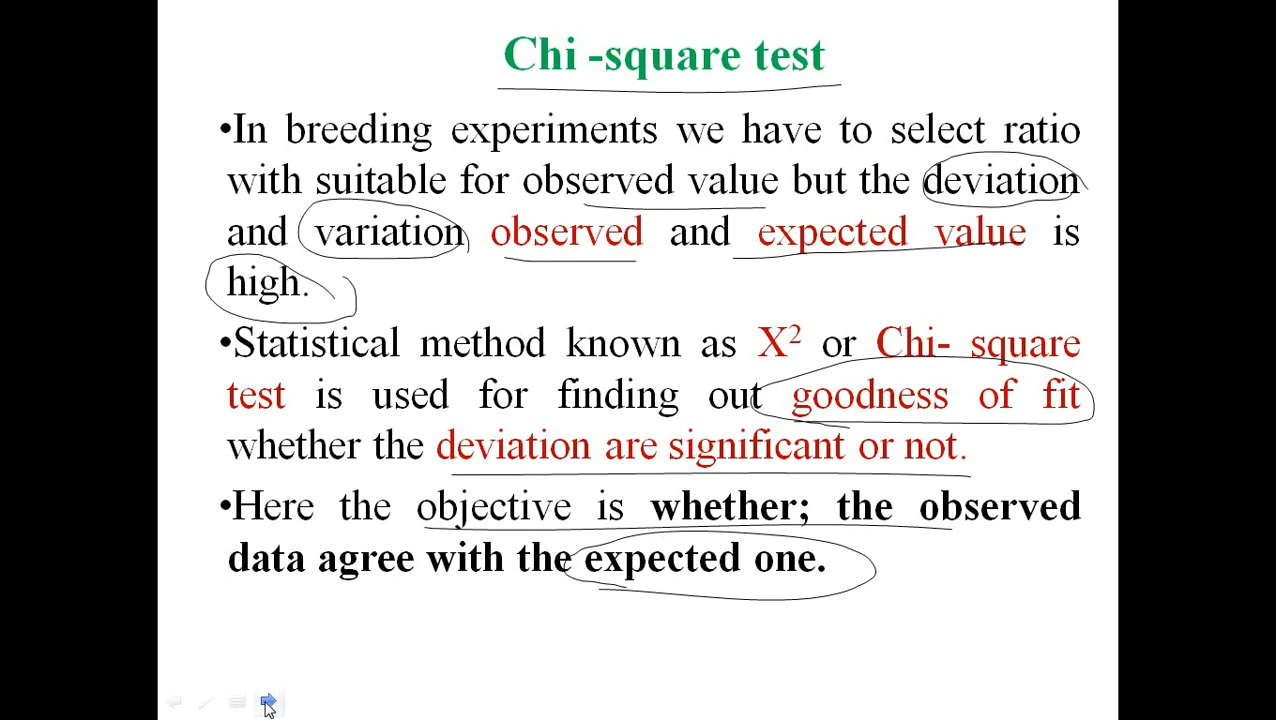 Chi -square test
•In breeding experiments we have to select ratio
with suitable for observed value but the deviation
and variation observed and expected value is
high.
•Statistical method known as X² or Chi- square
test is used for finding out goodness of fit
whether the deviation are significant or not.
•Here the objective is whether; the observed
data agree with the expected one.